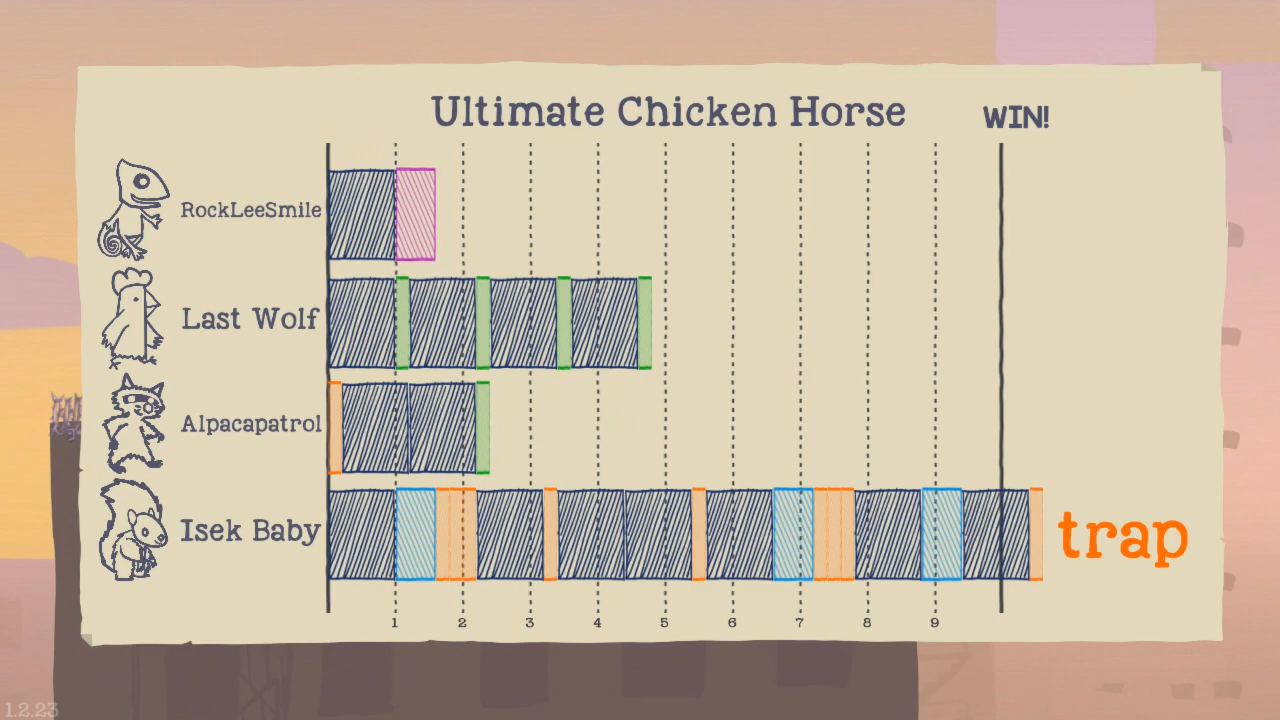 Ultimate Chicken Horse
WIN!
RockLeeSmile
Last Wolf
Alpacapatrol
Isek Baby
trap
1 2 3 4 5 6 7 8 9
1.2.23